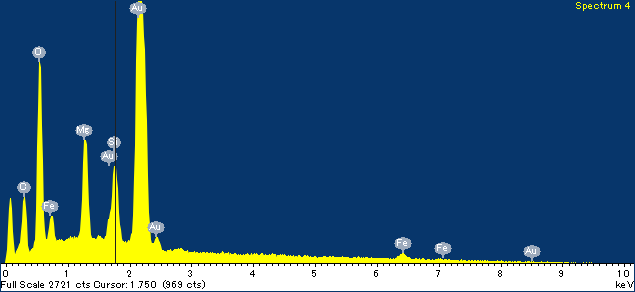 Spectrum 4
Au
O
Mg
Si
Au
C
Fe
Au
Fe
Fe
Au
0 1 2 3 4 5 6 7 8 9 10
Full Scale 2721 cts Cursor: 1.750 (969 cts) keV